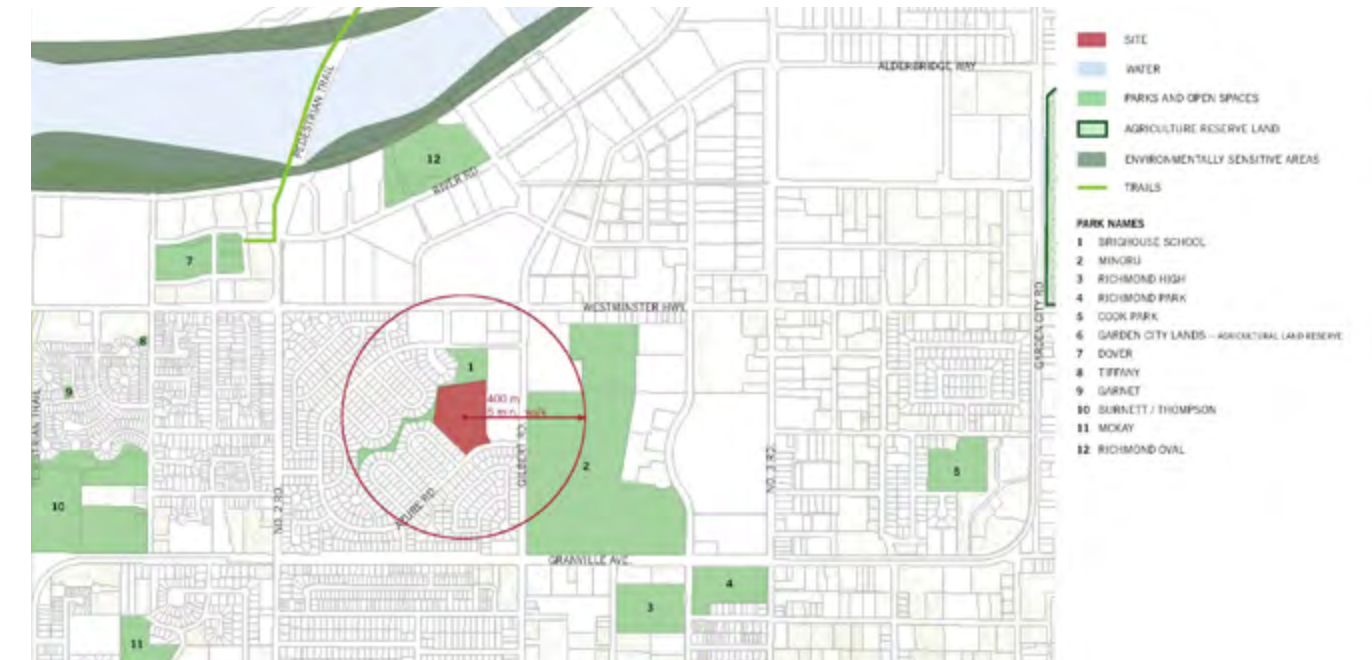 PEDESTRIAN TRAIL
ALDERBRIDGE WAY
12
RIVER RD
7
WESTMINSTER HWY.
GARDEN CITY RD
8
1
9
400 m
5 min. walk
PEDESTRIAN TRAIL
GILBERT RD
2
NO. 3 RD
5
10
NO. 2 RD
AZURE RD
GRANVILLE AVE.
4
3
11
SITE
WATER
PARKS AND OPEN SPACES
AGRICULTURE RESERVE LAND
ENVIRONMENTALLY SENSITIVE AREAS
TRAILS
PARK NAMES
1 BRIGHOUSE SCHOOL
2 MINORU
3 RICHMOND HIGH
4 RICHMOND PARK
5 COOK PARK
6 GARDEN CITY LANDS - AGRICULTURAL LAND RESERVE
7 DOVER
8 TIFFANY
9 GARNET
10 BURNETT / THOMPSON
11 MCKAY
12 RICHMOND OVAL